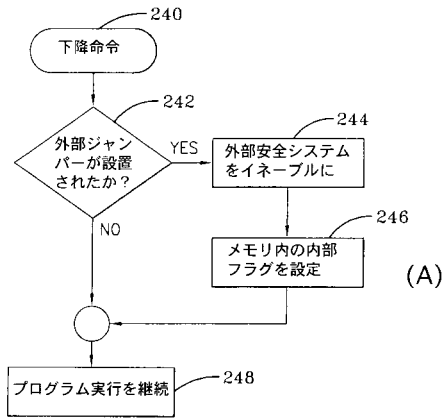 240
下降命令
242
外部ジャン
パーが設置
されたか?
YES
244
外部安全システム
をイネーブルに
246
メモリ内の内部
フラグを設定
NO
(A)
プログラム実行を継続
248